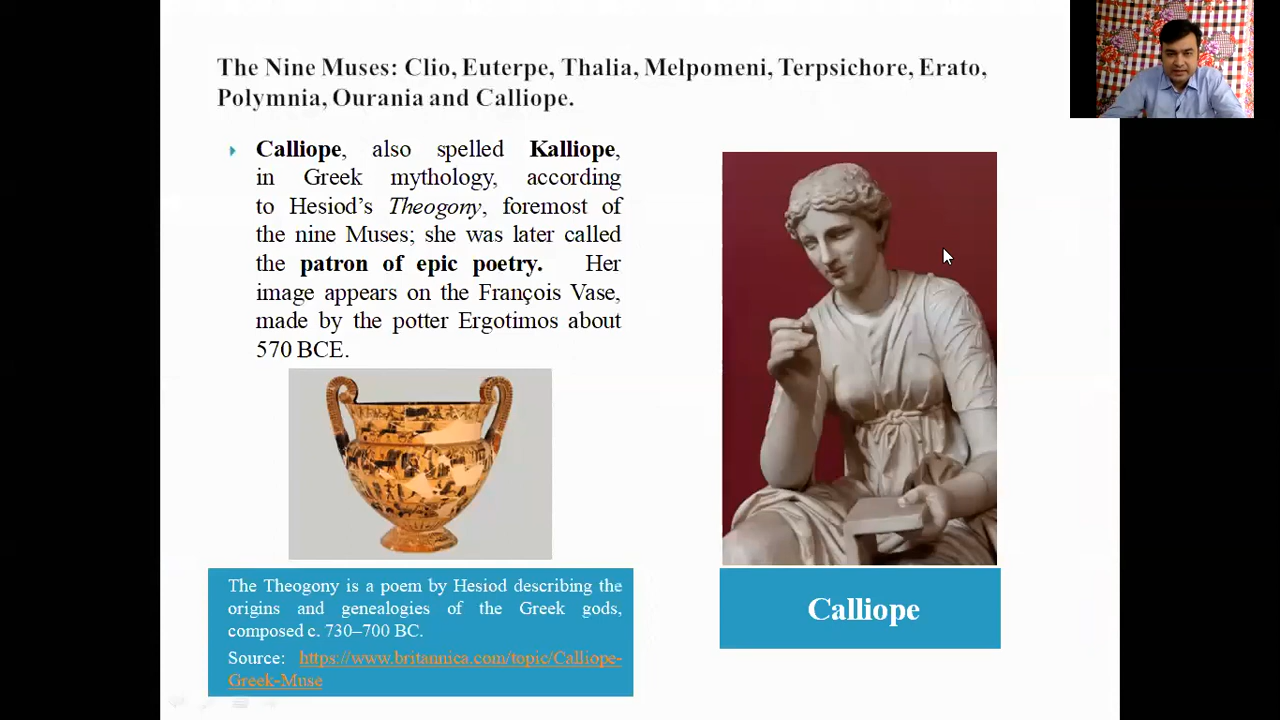 The Nine Muses: Clio, Euterpe, Thalia, Melpomeni, Terpsichore, Erato,
Polymnia, Ourania and Calliope.
Calliope, also spelled Kalliope,
in Greek mythology, according
to Hesiod's Theogony, foremost of
the nine Muses; she was later called
the patron of epic poetry. Her
image appears on the François Vase,
made by the potter Ergotimos about
570 BCE.
The Theogony is a poem by Hesiod describing the
origins and genealogies of the Greek gods,
composed c. 730–700 BC.
Source: https://www.britannica.com/topic/Calliope-
Greek-Muse
Calliope